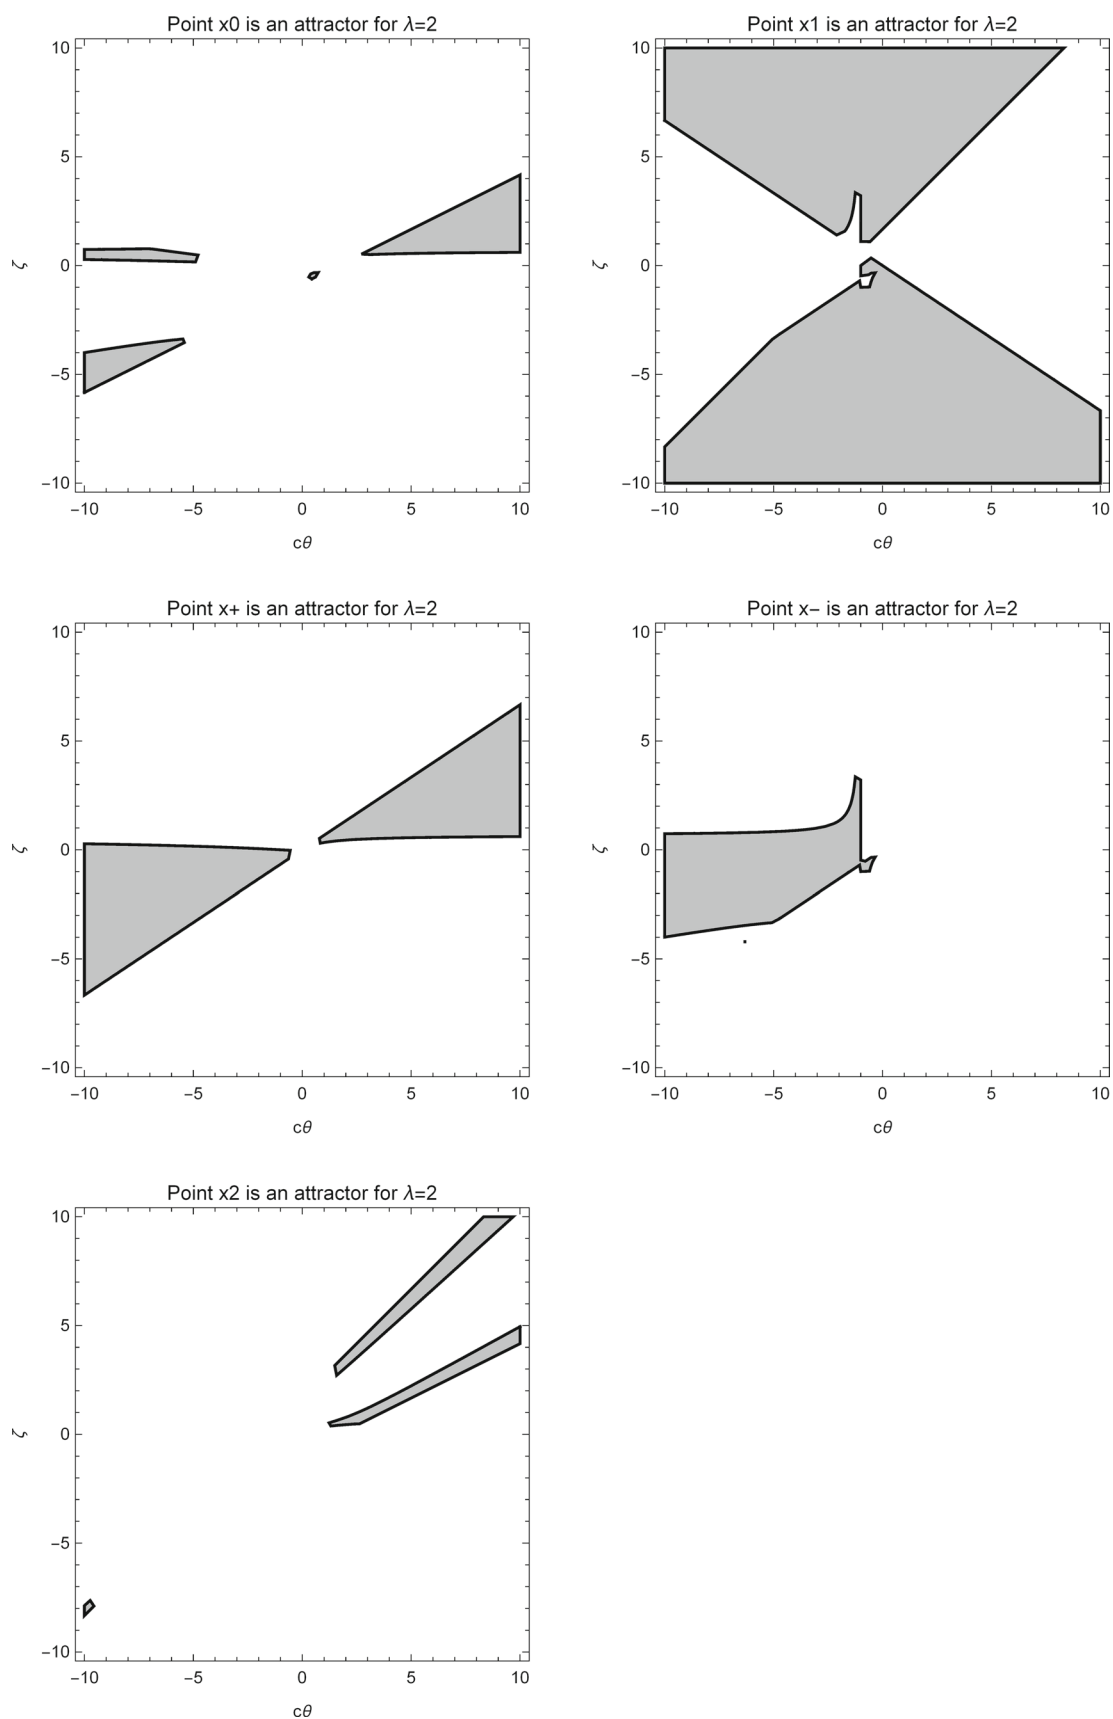 Point x0 is an attractor for λ=2
10
5
0
−5
−10
ζ
−10 −5 0 5 10
cθ
Point x1 is an attractor for λ=2
10
5
0
−5
−10
ζ
−10 −5 0 5 10
cθ
Point x+ is an attractor for λ=2
10
5
0
−5
−10
ζ
−10 −5 0 5 10
cθ
Point x− is an attractor for λ=2
10
5
0
−5
−10
ζ
−10 −5 0 5 10
cθ
Point x2 is an attractor for λ=2
10
5
0
−5
−10
ζ
−10 −5 0 5 10
cθ